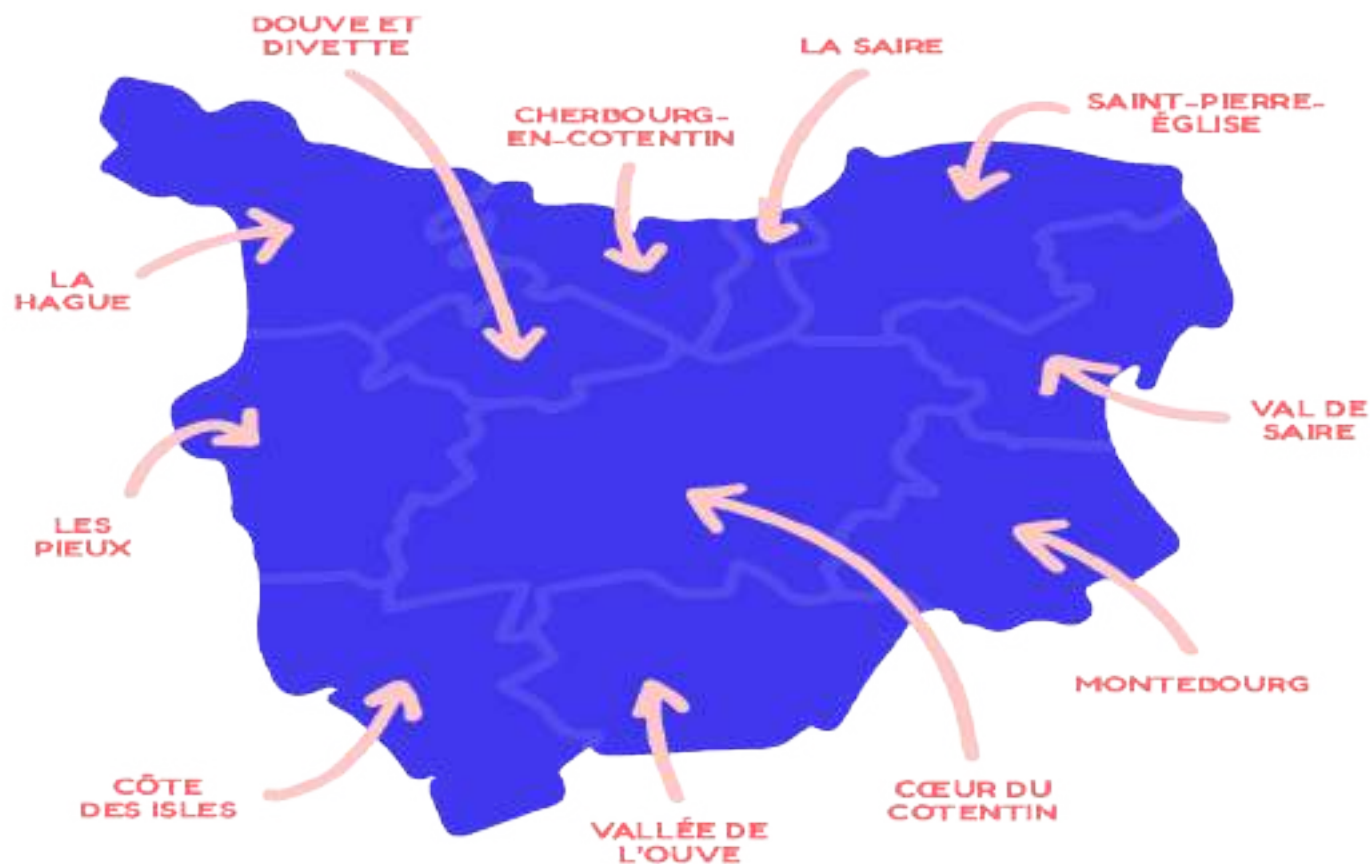 DOUVE ET
DIVETTE
LA SAIRE
CHERBOURG-
EN-COTENTIN
SAINT-PIERRE-
ÉGLISE
LA
HAGUE
VAL DE
SAIRE
LES
PIEUX
MONTEBOURG
CÔTE
DES ISLES
CŒUR DU
COTENTIN
VALLÉE DE
L'OUVE